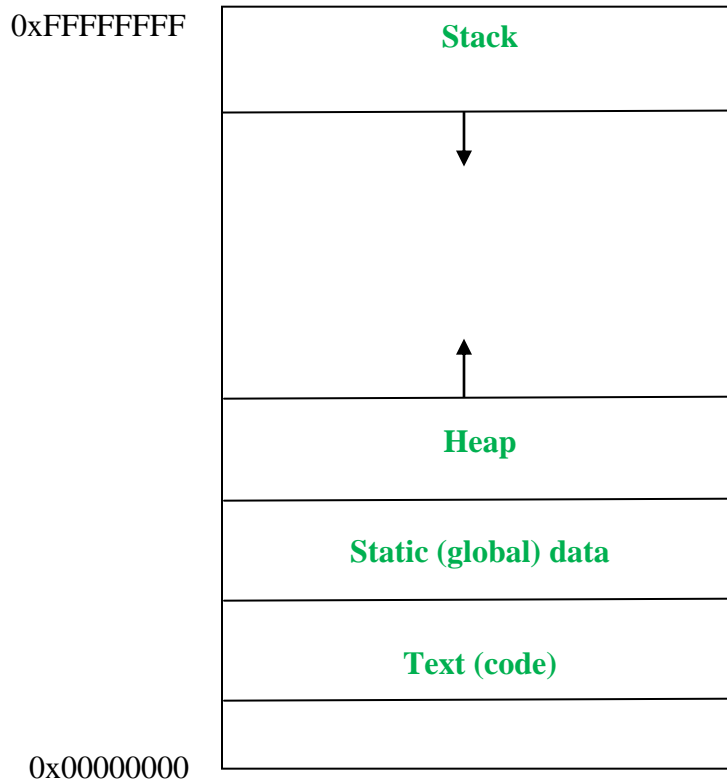 0xFFFFFFFF
Stack
Heap
Static (global) data
Text (code)
0x00000000